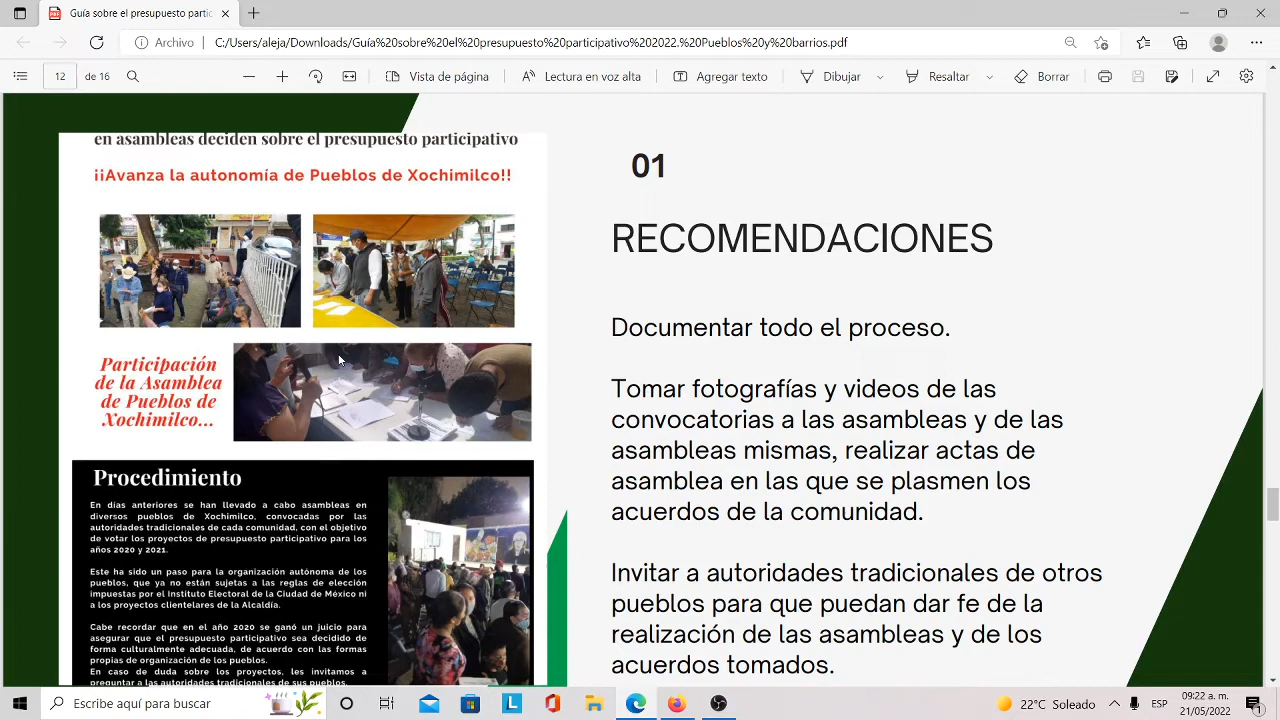 Guía sobre el presupuesto partic
Archivo
C:/Users/aleja/Downloads/Guía%20sobre%20el%20presupuesto%20participativo%202022.%20Pueblos%20y%20barrios.pdf
12 de 16
Vista de página
Lectura en voz alta
Agregar texto
Dibujar
Resaltar
Borrar
en asambleas deciden sobre el presupuesto participativo
¡¡Avanza la autonomía de Pueblos de Xochimilco!!
Participación
de la Asamblea
de Pueblos de
Xochimilco...
Procedimiento
En días anteriores se han llevado a cabo asambleas en
diversos pueblos de Xochimilco, convocadas por las
autoridades tradicionales de cada comunidad, con el objetivo
de votar los proyectos de presupuesto participativo para los
años 2020 y 2021.
Este ha sido un paso para la organización autónoma de los
pueblos, que ya no están sujetas a las reglas de elección
impuestas por el Instituto Electoral de la Ciudad de México ni
a los proyectos clientelares de la Alcaldía.
Cabe recordar que en el año 2020 se ganó un juicio para
asegurar que el presupuesto participativo sea decidido de
forma culturalmente adecuada, de acuerdo con las formas
propias de organización de los pueblos.
En caso de duda sobre los proyectos, les invitamos a
preguntar a las autoridades tradicionales de sus pueblos.
01
RECOMENDACIONES
Documentar todo el proceso.
Tomar fotografías y videos de las
convocatorias a las asambleas y de las
asambleas mismas, realizar actas de
asamblea en las que se plasmen los
acuerdos de la comunidad.
Invitar a autoridades tradicionales de otros
pueblos para que puedan dar fe de la
realización de las asambleas y de los
acuerdos tomados.
Escribe aquí para buscar
22°C Soleado
ESP
09:22 a. m.
21/05/2022